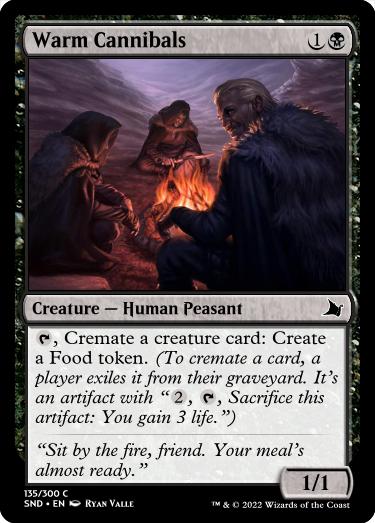 Warm Cannibals 1
Creature — Human Peasant
, Cremate a creature card: Create
a Food token. (To cremate a card, a
player exiles it from their graveyard. It's
an artifact with “2, , Sacrifice this
artifact: You gain 3 life.”)
“Sit by the fire, friend. Your meal's
almost ready.”
1/1
135/300 C
SND • EN Ryan Valle
™ & © 2022 Wizards of the Coast